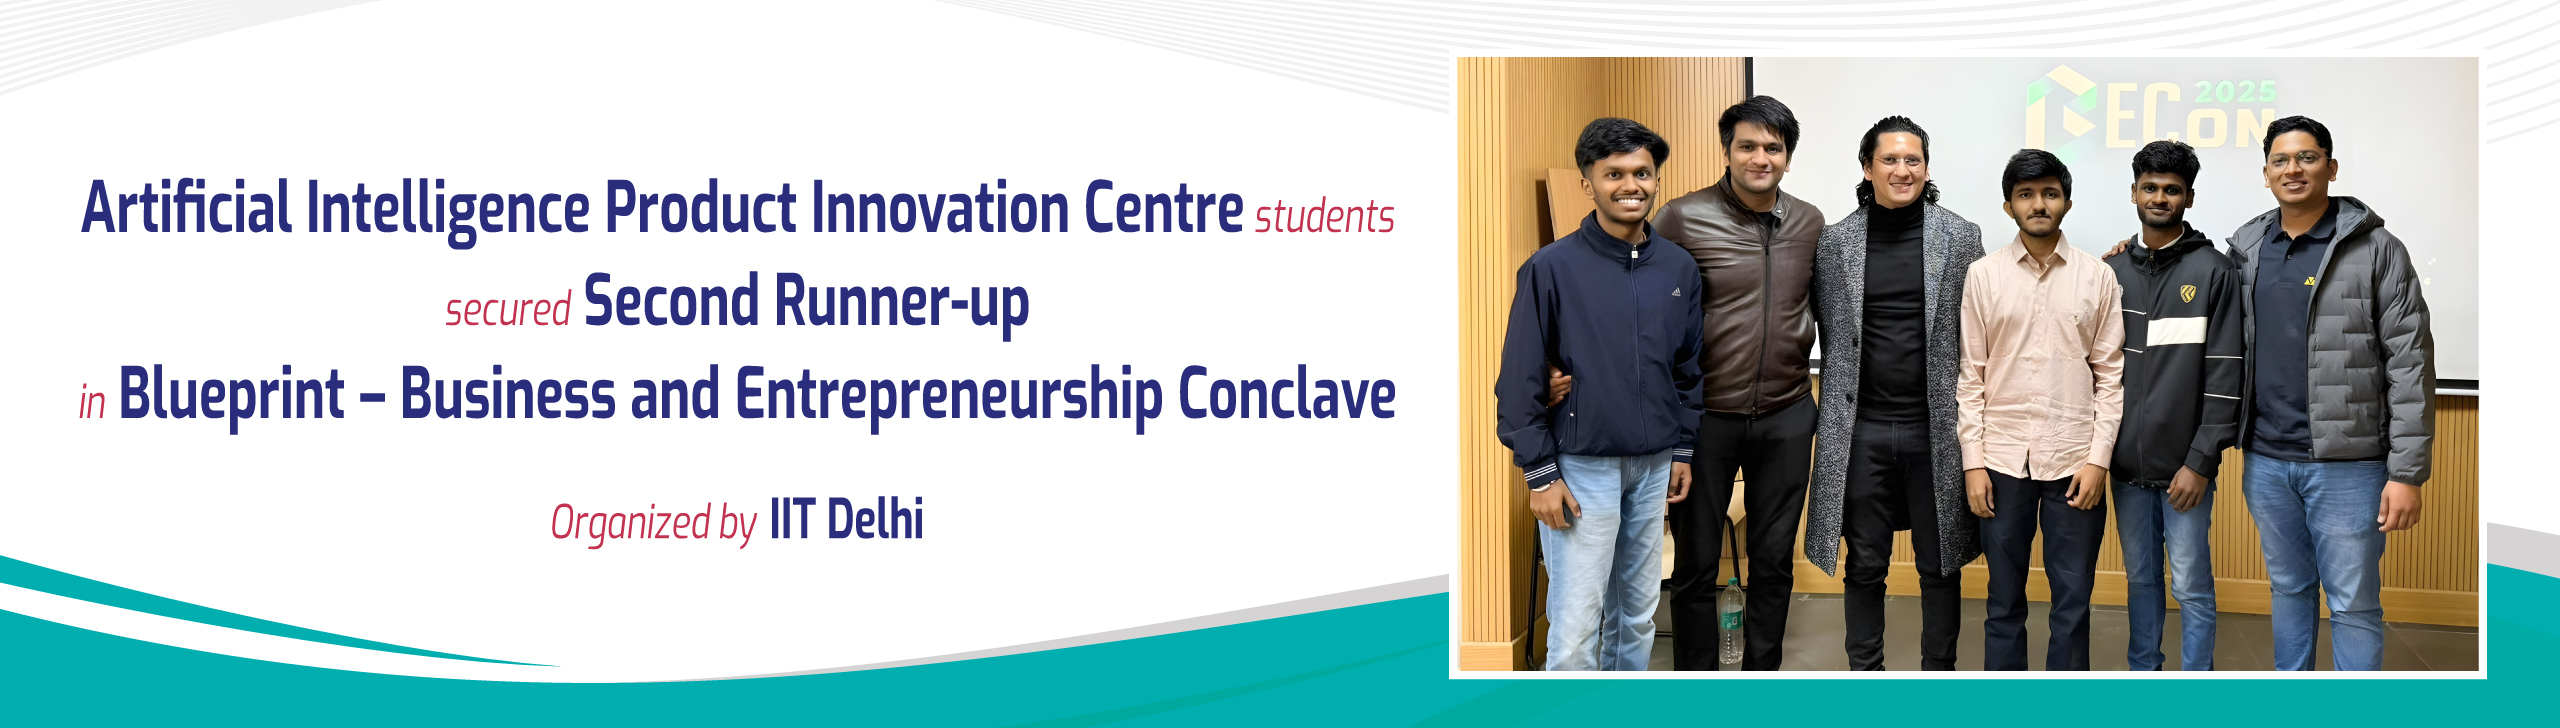 Artificial Intelligence Product Innovation Centre students
secured Second Runner-up
in Blueprint – Business and Entrepreneurship Conclave
Organized by IIT Delhi
BECON 2025